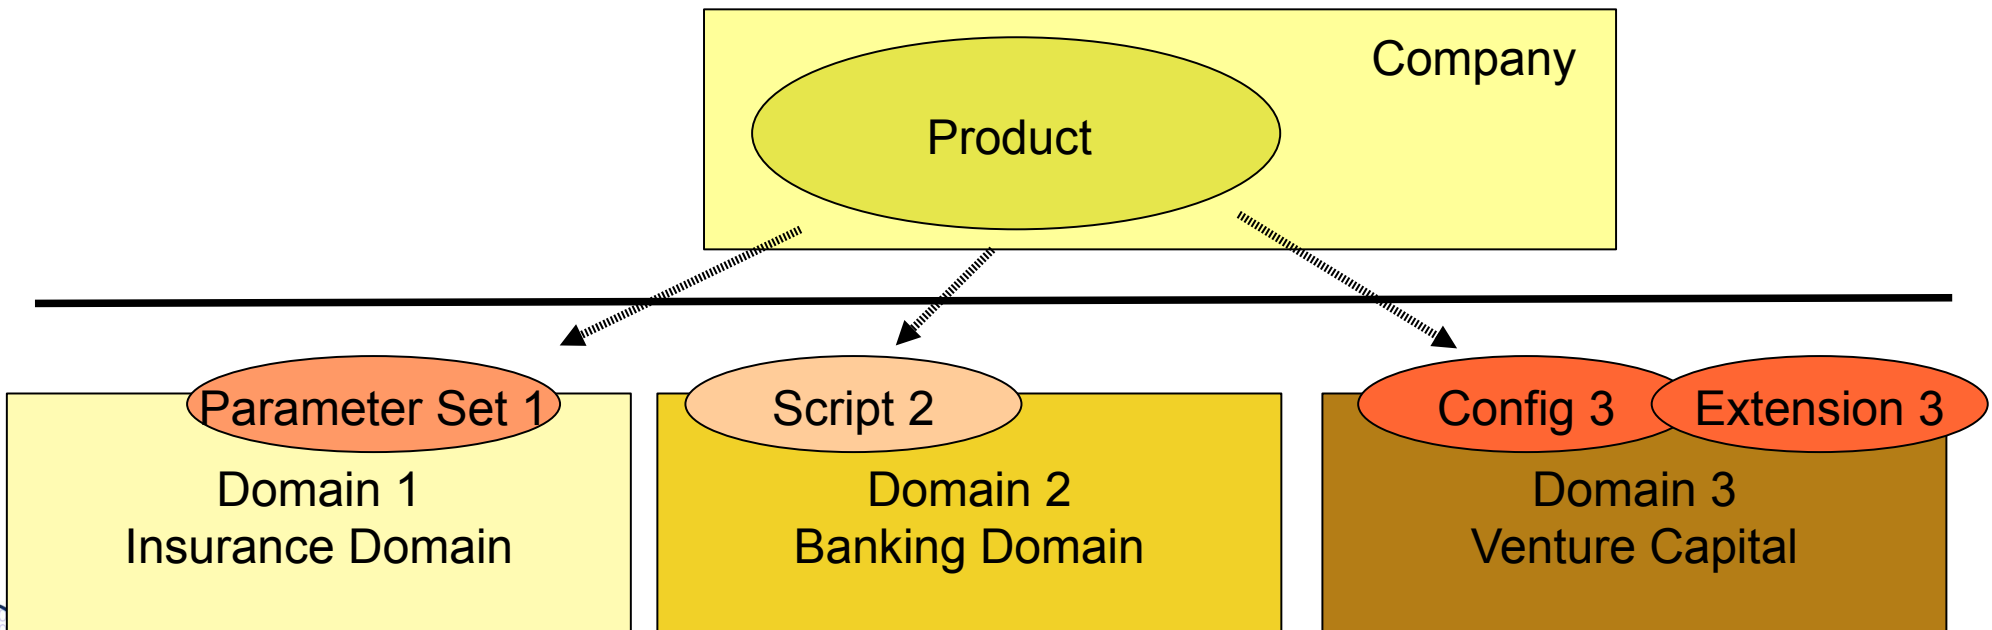 Company
Product
Parameter Set 1
Script 2
Config 3
Extension 3
Domain 1
Insurance Domain
Domain 2
Banking Domain
Domain 3
Venture Capital